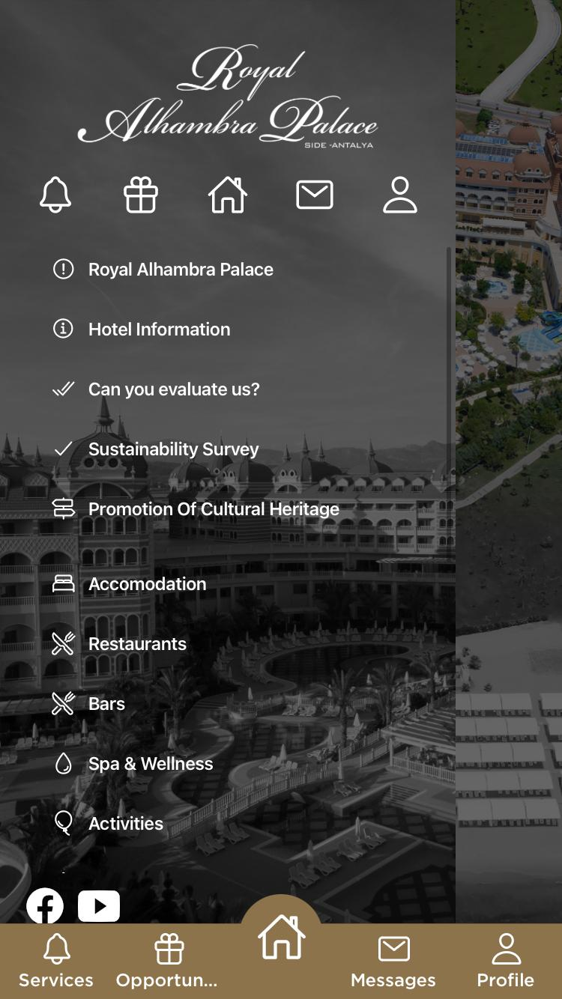 Royal
Alhambra Palace
SIDE -ANTALYA
Royal Alhambra Palace
Hotel Information
Can you evaluate us?
Sustainability Survey
Promotion Of Cultural Heritage
Accomodation
Restaurants
Bars
Spa & Wellness
Activities
Services
Opportun...
Messages
Profile